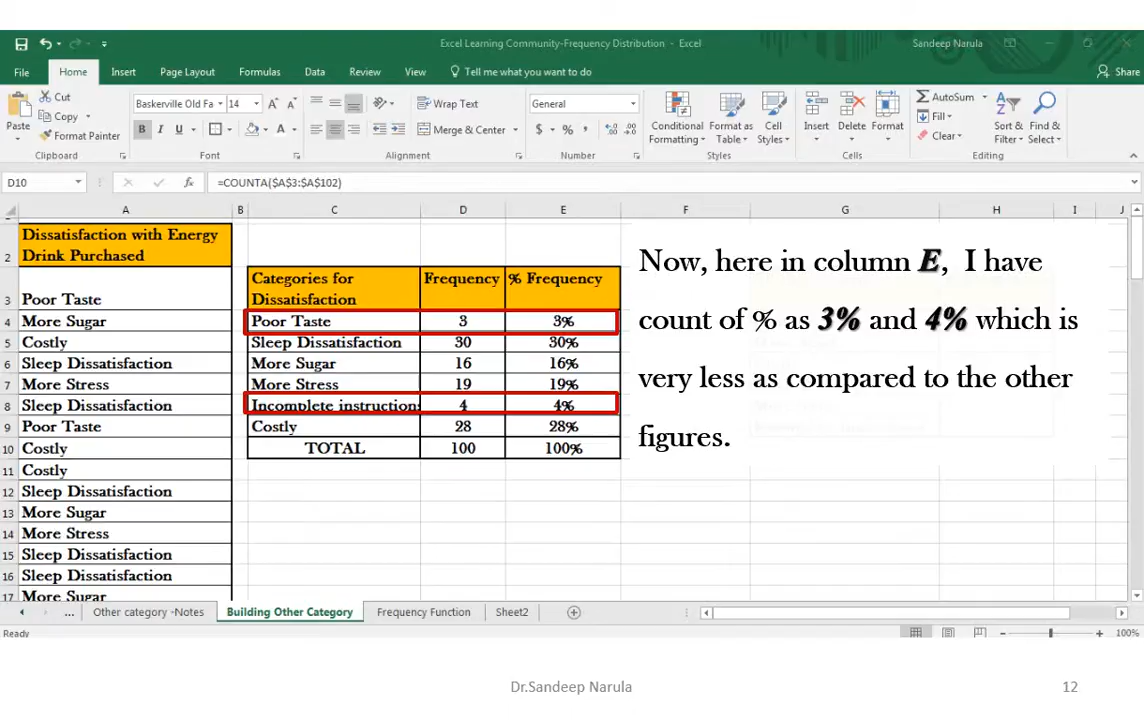 Excel Learning Community-Frequency Distribution - Excel
Sandeep Narula
File Home Insert Page Layout Formulas Data Review View Tell me what you want to do Share
Paste
Cut
Copy
Format Painter
Clipboard
Baskerville Old Fa 14
B I U
Font
Wrap Text
Merge & Center
Alignment
General
$ % ,
Number
Conditional Formatting
Format as Table
Cell Styles
Styles
Insert Delete Format
Cells
AutoSum
Fill
Clear
Sort & Filter
Find & Select
Editing
D10 fx =COUNTA($A$3:$A$102)
A B C D E F G H I J
2 Dissatisfaction with Energy
Drink Purchased
Categories for Dissatisfaction Frequency % Frequency
3 Poor Taste
4 More Sugar Poor Taste 3 3%
5 Costly Sleep Dissatisfaction 30 30%
6 Sleep Dissatisfaction More Sugar 16 16%
7 More Stress More Stress 19 19%
8 Sleep Dissatisfaction Incomplete instructions 4 4%
9 Poor Taste Costly 28 28%
10 Costly TOTAL 100 100%
11 Costly
12 Sleep Dissatisfaction
13 More Sugar
14 More Stress
15 Sleep Dissatisfaction
16 Sleep Dissatisfaction
17 More Sugar
Now, here in column E, I have
count of % as 3% and 4% which is
very less as compared to the other
figures.
... Other category -Notes Building Other Category Frequency Function Sheet2
Ready 100%
Dr.Sandeep Narula 12